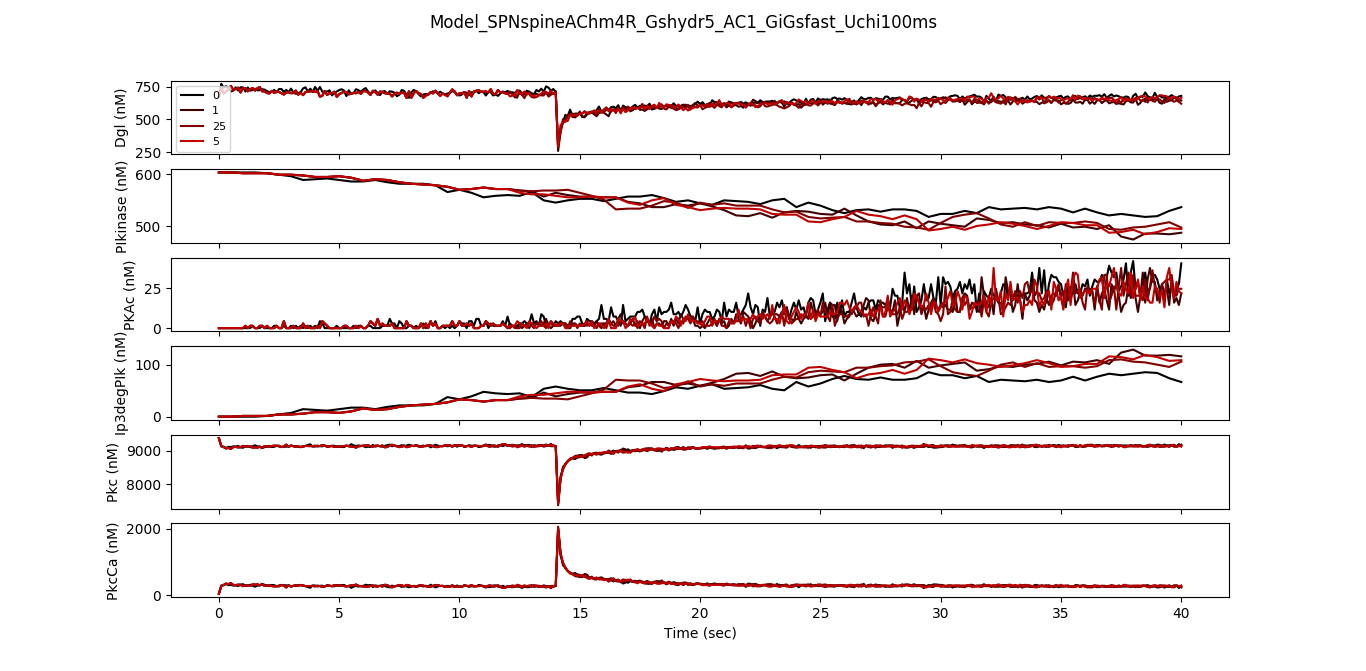 Model_SPNspineAChm4R_Gshydr5_AC1_GiGsfast_Uchi100ms
Dgl (nM)
750
500
250
0
1
25
5
PIkinase (nM)
600
500
PKAc (nM)
25
0
Ip3degPIk (nM)
100
0
Pkc (nM)
9000
8000
PkcCa (nM)
2000
0
0 5 10 15 20 25 30 35 40
Time (sec)